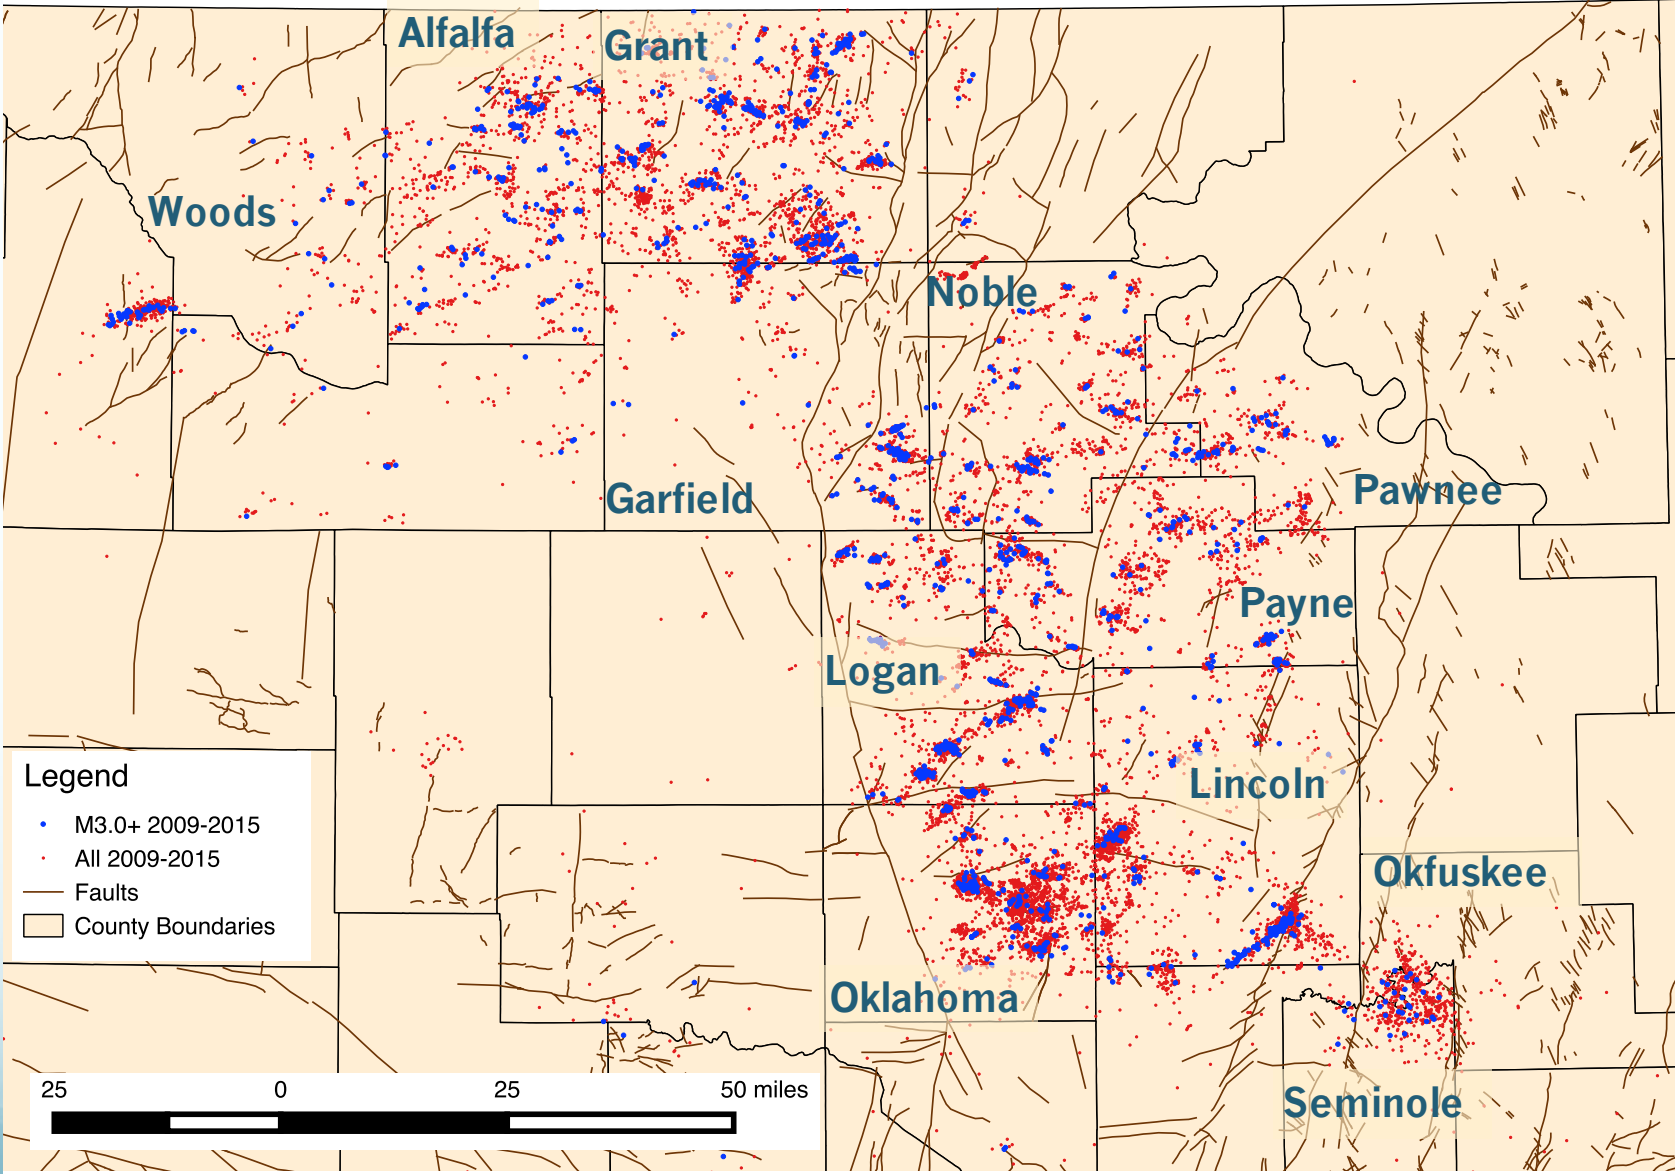 Alfalfa
Grant
Woods
Noble
Garfield
Pawnee
Payne
Logan
Lincoln
Okfuskee
Oklahoma
Seminole
Legend
M3.0+ 2009-2015
All 2009-2015
Faults
County Boundaries
25 0 25 50 miles